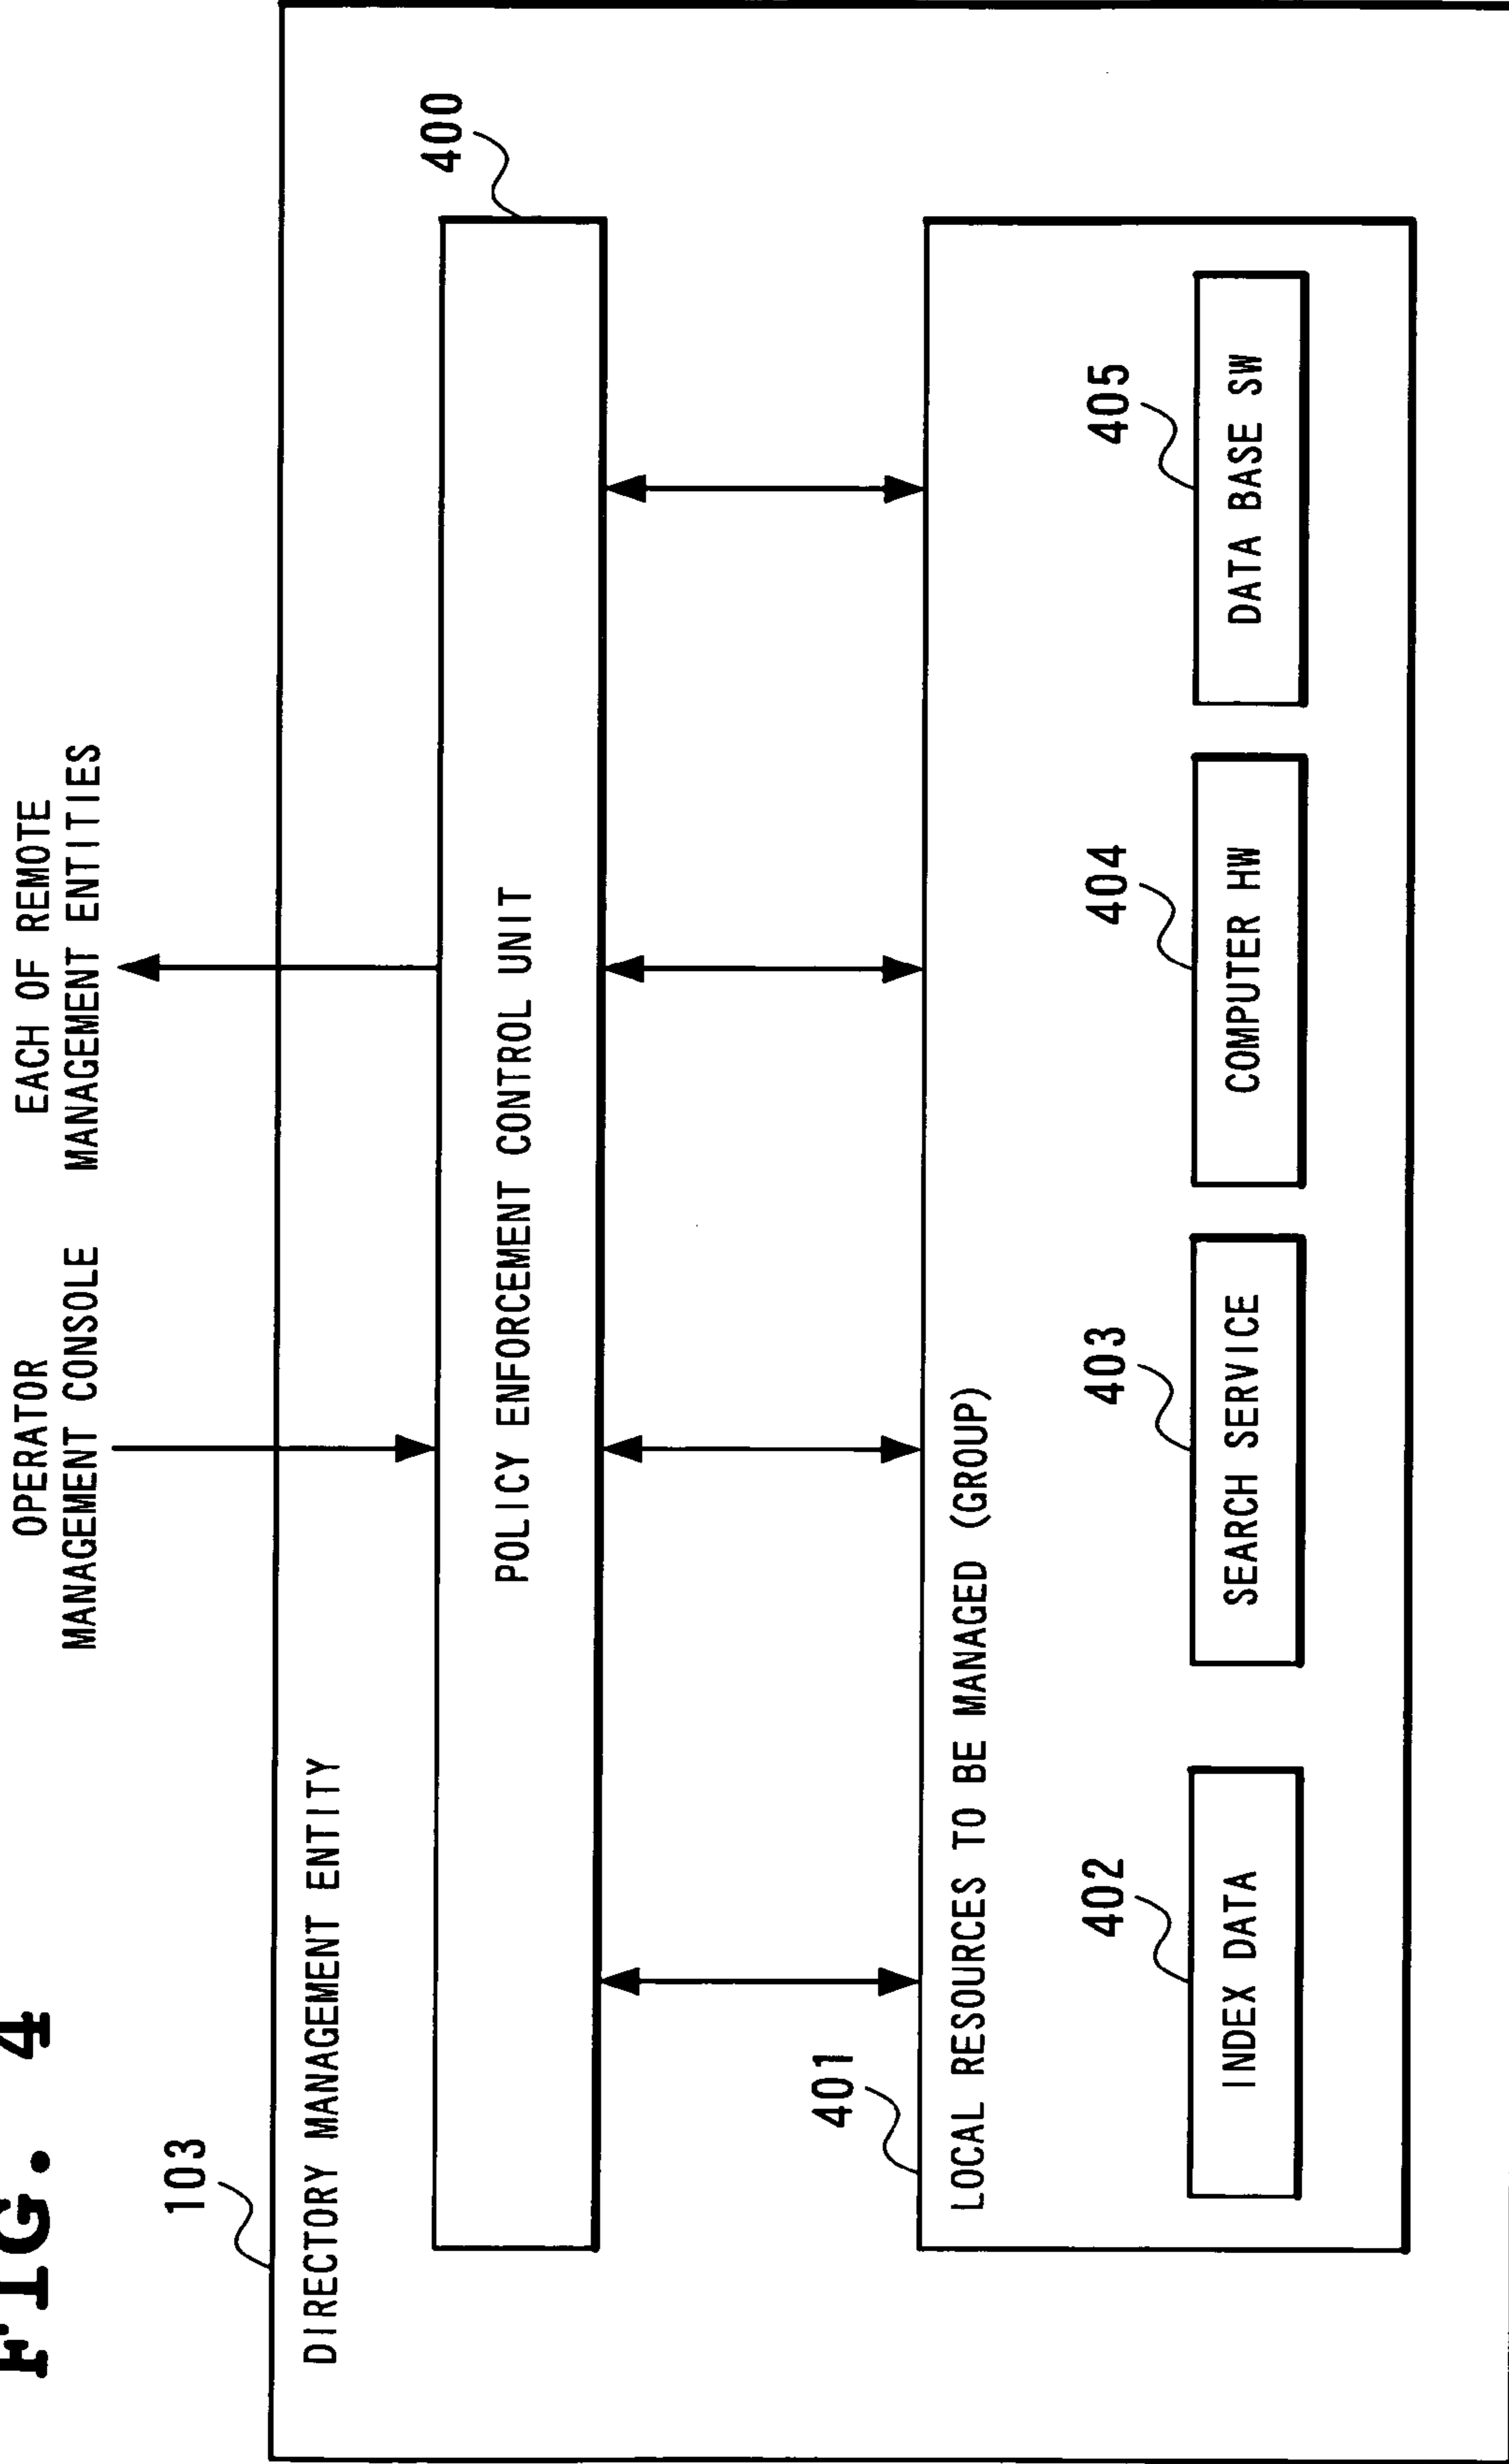 FIG. 4
OPERATOR
MANAGEMENT CONSOLE
EACH OF REMOTE
MANAGEMENT ENTITIES
103
DIRECTORY MANAGEMENT ENTITY
400
POLICY ENFORCEMENT CONTROL UNIT
401
LOCAL RESOURCES TO BE MANAGED (GROUP)
402
INDEX DATA
403
SEARCH SERVICE
404
COMPUTER HW
405
DATA BASE SW